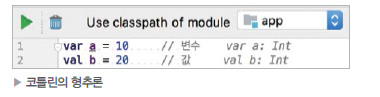 Use classpath of module app
1 var a = 10 // 변수 var a: Int
2 val b = 20 // 값 val b: Int
▶ 코틀린의 형추론